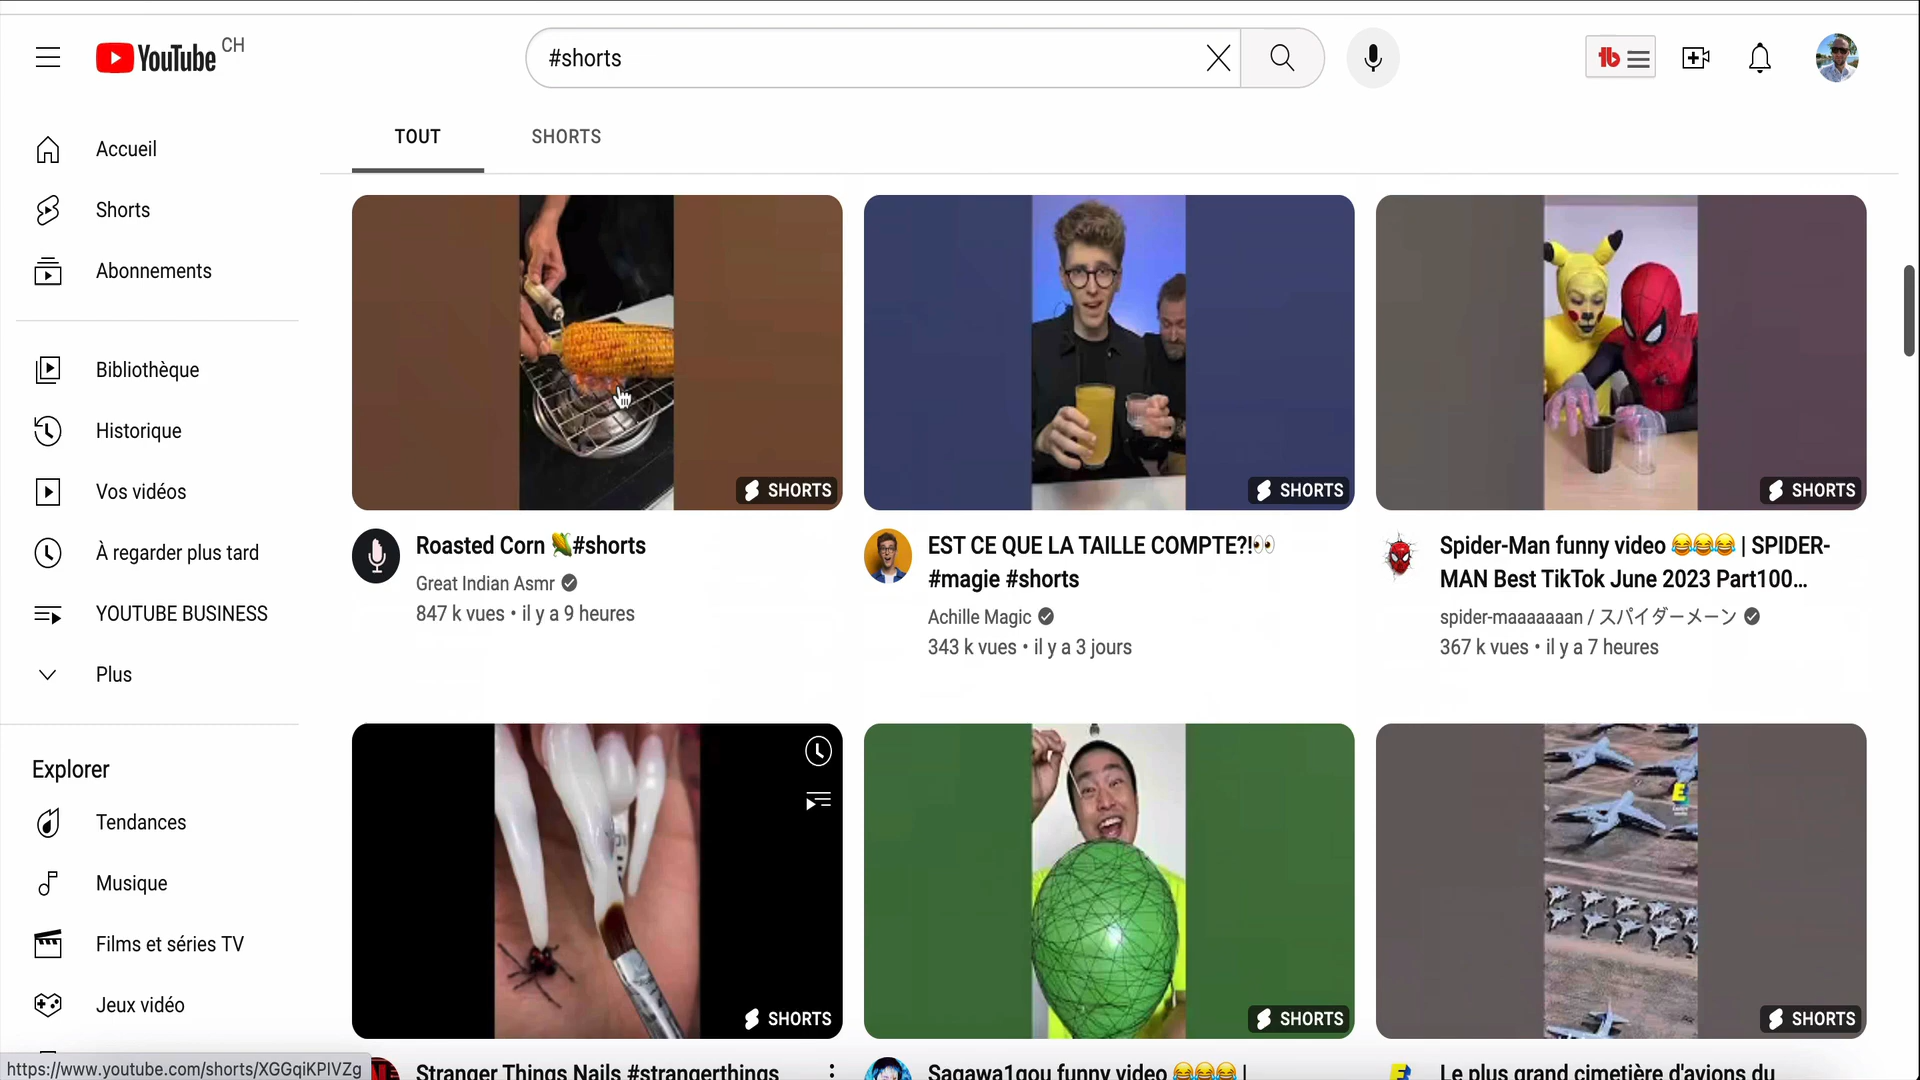 YouTube CH
#shorts
TOUT
SHORTS
Accueil
Shorts
Abonnements
Bibliothèque
Historique
Vos vidéos
À regarder plus tard
YOUTUBE BUSINESS
Plus
Explorer
Tendances
Musique
Films et séries TV
Jeux vidéo
SHORTS
Roasted Corn 🌽#shorts
Great Indian Asmr
847 k vues • il y a 9 heures
SHORTS
EST CE QUE LA TAILLE COMPTE?!👀
#magie #shorts
Achille Magic
343 k vues • il y a 3 jours
SHORTS
Spider-Man funny video 😂😂😂 | SPIDER-
MAN Best TikTok June 2023 Part100...
spider-maaaaaaan / スパイダーメーン
367 k vues • il y a 7 heures
SHORTS
Stranger Things Nails #strangerthings
SHORTS
Sagawa1gou funny video 😂😂😂 |
SHORTS
Le plus grand cimetière d'avions du
https://www.youtube.com/shorts/XGGqiKPIVZg